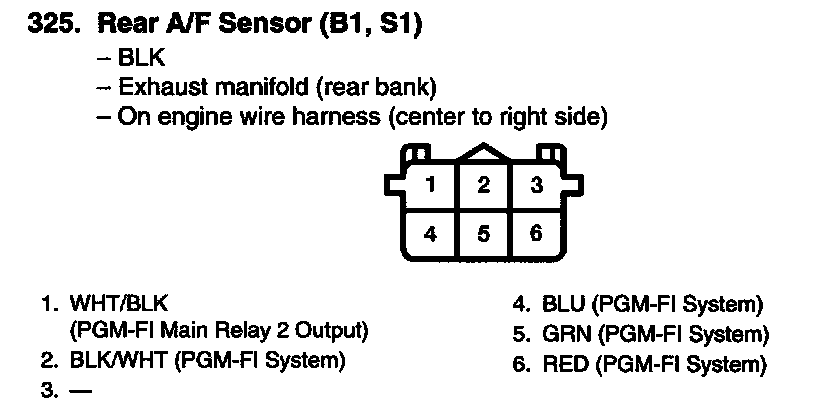 325. Rear A/F Sensor (B1, S1)
– BLK
– Exhaust manifold (rear bank)
– On engine wire harness (center to right side)
1 2 3
4 5 6
1. WHT/BLK
(PGM-FI Main Relay 2 Output)
2. BLK/WHT (PGM-FI System)
3. —
4. BLU (PGM-FI System)
5. GRN (PGM-FI System)
6. RED (PGM-FI System)